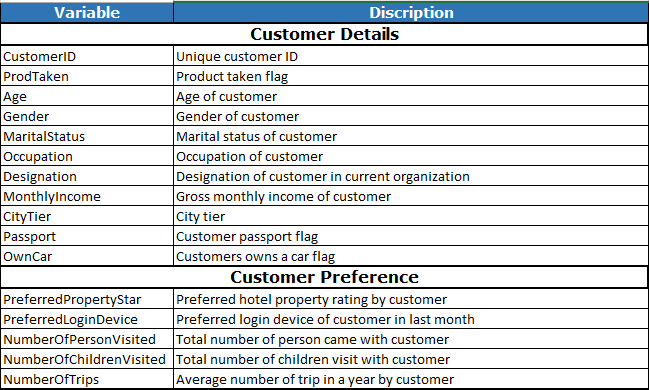 Variable Discription
Customer Details
CustomerID Unique customer ID
ProdTaken Product taken flag
Age Age of customer
Gender Gender of customer
MaritalStatus Marital status of customer
Occupation Occupation of customer
Designation Designation of customer in current organization
MonthlyIncome Gross monthly income of customer
CityTier City tier
Passport Customer passport flag
OwnCar Customers owns a car flag
Customer Preference
PreferredPropertyStar Preferred hotel property rating by customer
PreferredLoginDevice Preferred login device of customer in last month
NumberOfPersonVisited Total number of person came with customer
NumberOfChildrenVisited Total number of children visit with customer
NumberOfTrips Average number of trip in a year by customer